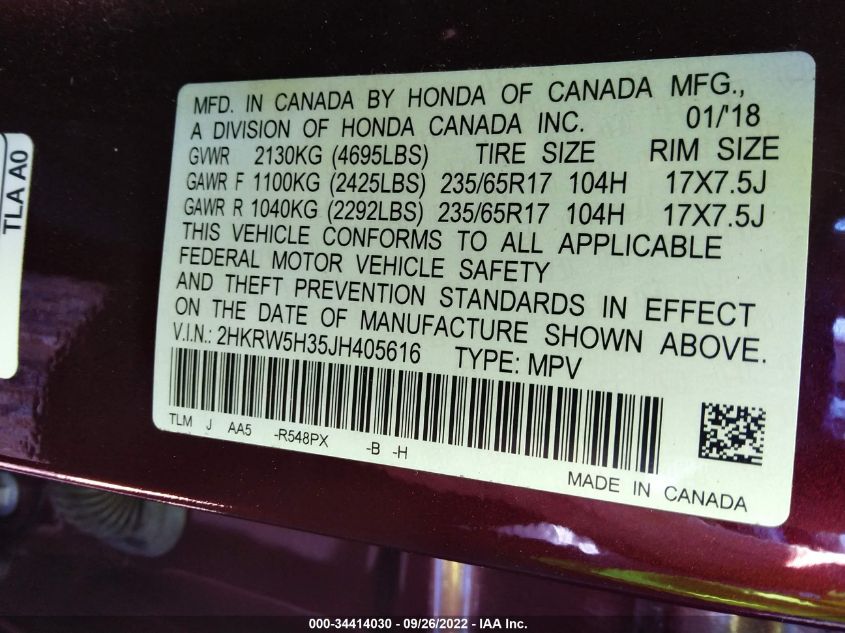 MFD. IN CANADA BY HONDA OF CANADA MFG.,
A DIVISION OF HONDA CANADA INC. 01/'18
GVWR 2130KG (4695LBS) TIRE SIZE RIM SIZE
GAWR F 1100KG (2425LBS) 235/65R17 104H 17X7.5J
GAWR R 1040KG (2292LBS) 235/65R17 104H 17X7.5J
THIS VEHICLE CONFORMS TO ALL APPLICABLE
FEDERAL MOTOR VEHICLE SAFETY
AND THEFT PREVENTION STANDARDS IN EFFECT
ON THE DATE OF MANUFACTURE SHOWN ABOVE.
V.I.N.: 2HKRW5H35JH405616 TYPE: MPV
TLM J AA5 -R548PX -B -H
MADE IN CANADA
TLA A0
000-34414030 - 09/26/2022 - IAA Inc.